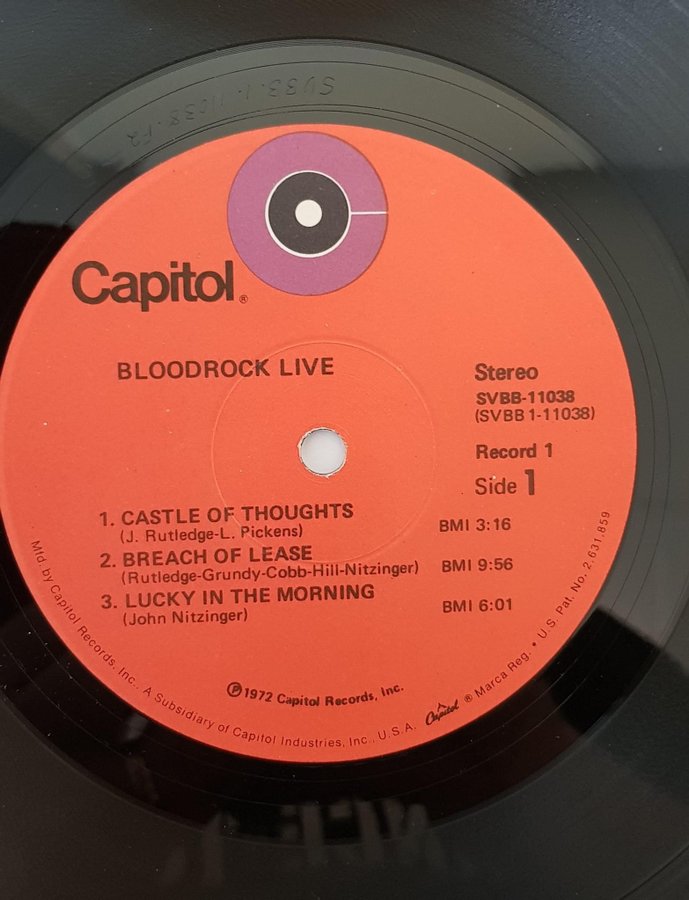 SVBB.1.11038.F2
Capitol®
BLOODROCK LIVE
Stereo
SVBB-11038
(SVBB 1-11038)
Record 1
Side 1
1. CASTLE OF THOUGHTS
(J. Rutledge-L. Pickens)
BMI 3:16
2. BREACH OF LEASE
(Rutledge-Grundy-Cobb-Hill-Nitzinger)
BMI 9:56
3. LUCKY IN THE MORNING
(John Nitzinger)
BMI 6:01
℗1972 Capitol Records, Inc.
Mfd. by Capitol Records, Inc., A Subsidiary of Capitol Industries, Inc., U.S.A. Capitol ® Marca Reg. • U.S. Pat. No. 2,631,859